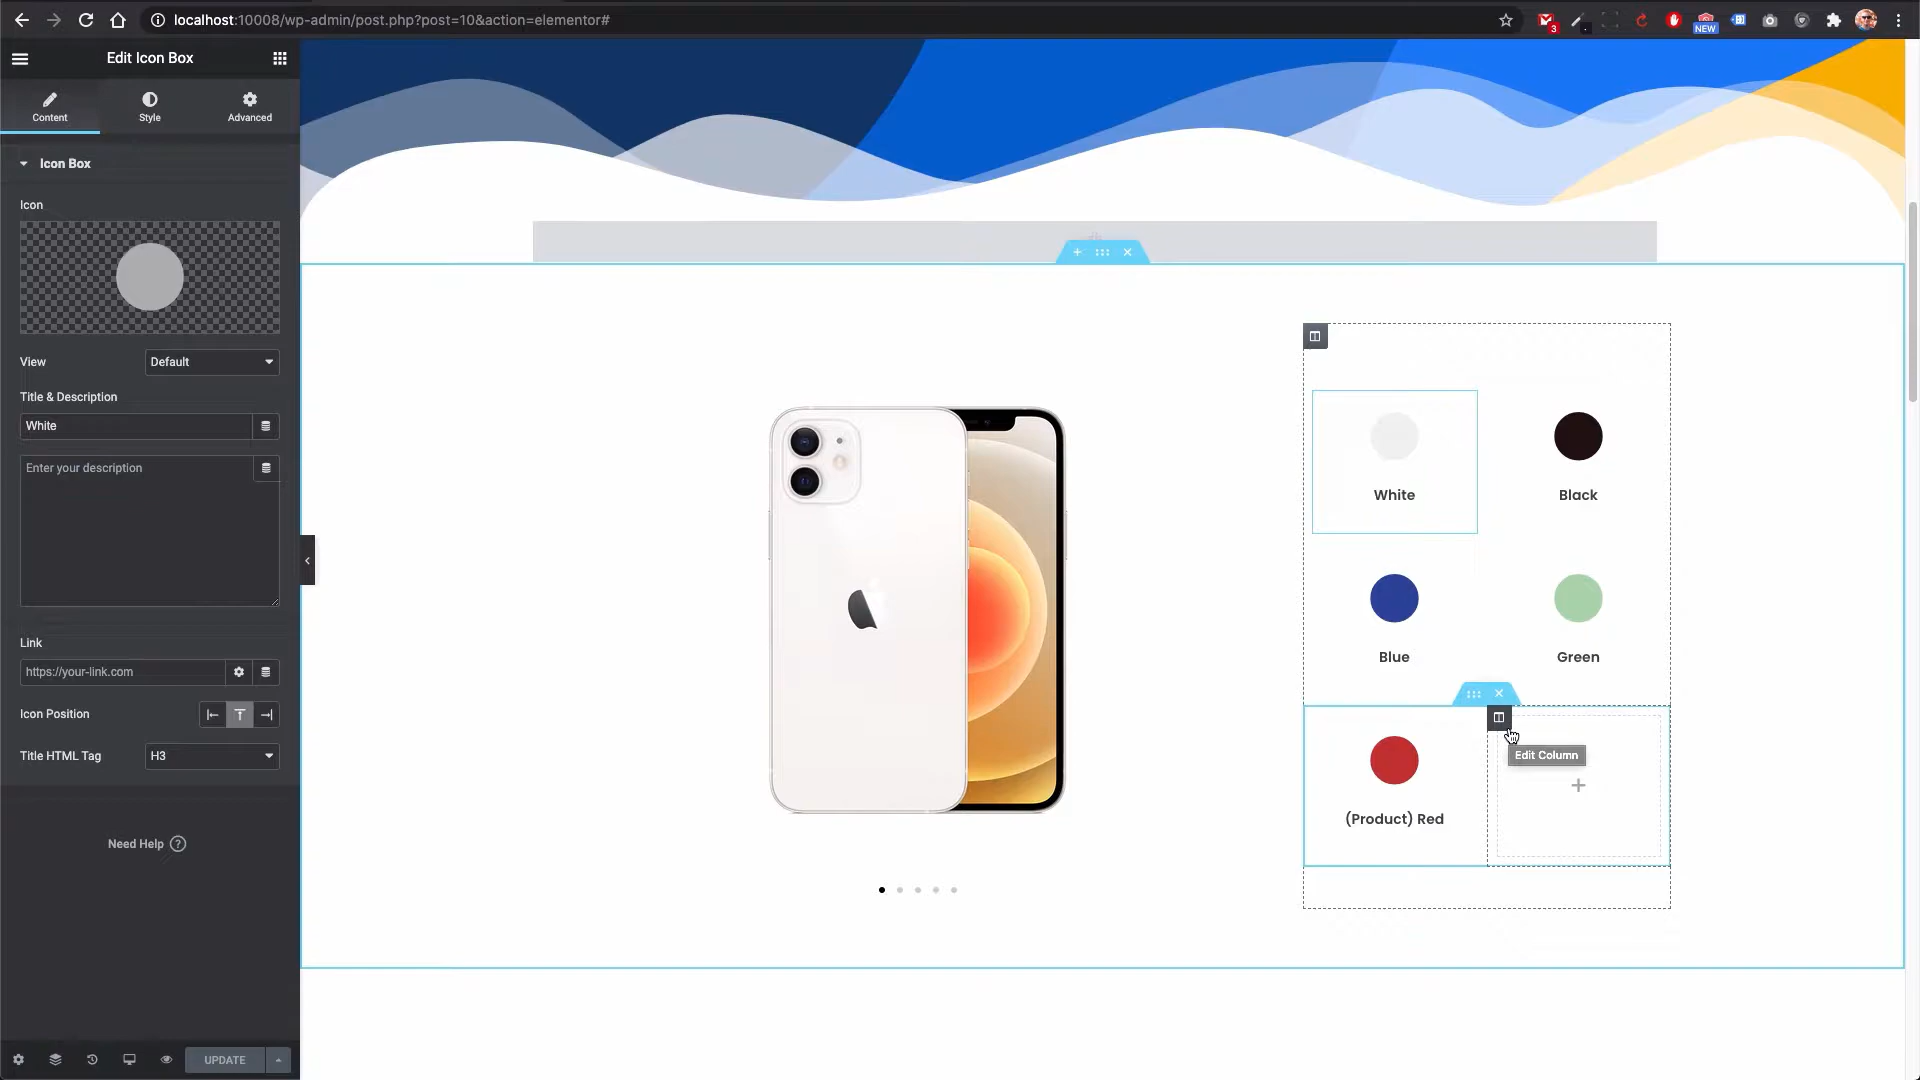 localhost:10008/wp-admin/post.php?post=10&action=elementor#
3
NEW
Edit Icon Box
Content
Style
Advanced
Icon Box
Icon
View
Default
Title & Description
White
Enter your description
Link
https://your-link.com
Icon Position
Title HTML Tag
H3
Need Help
UPDATE
White
Black
Blue
Green
Edit Column
(Product) Red